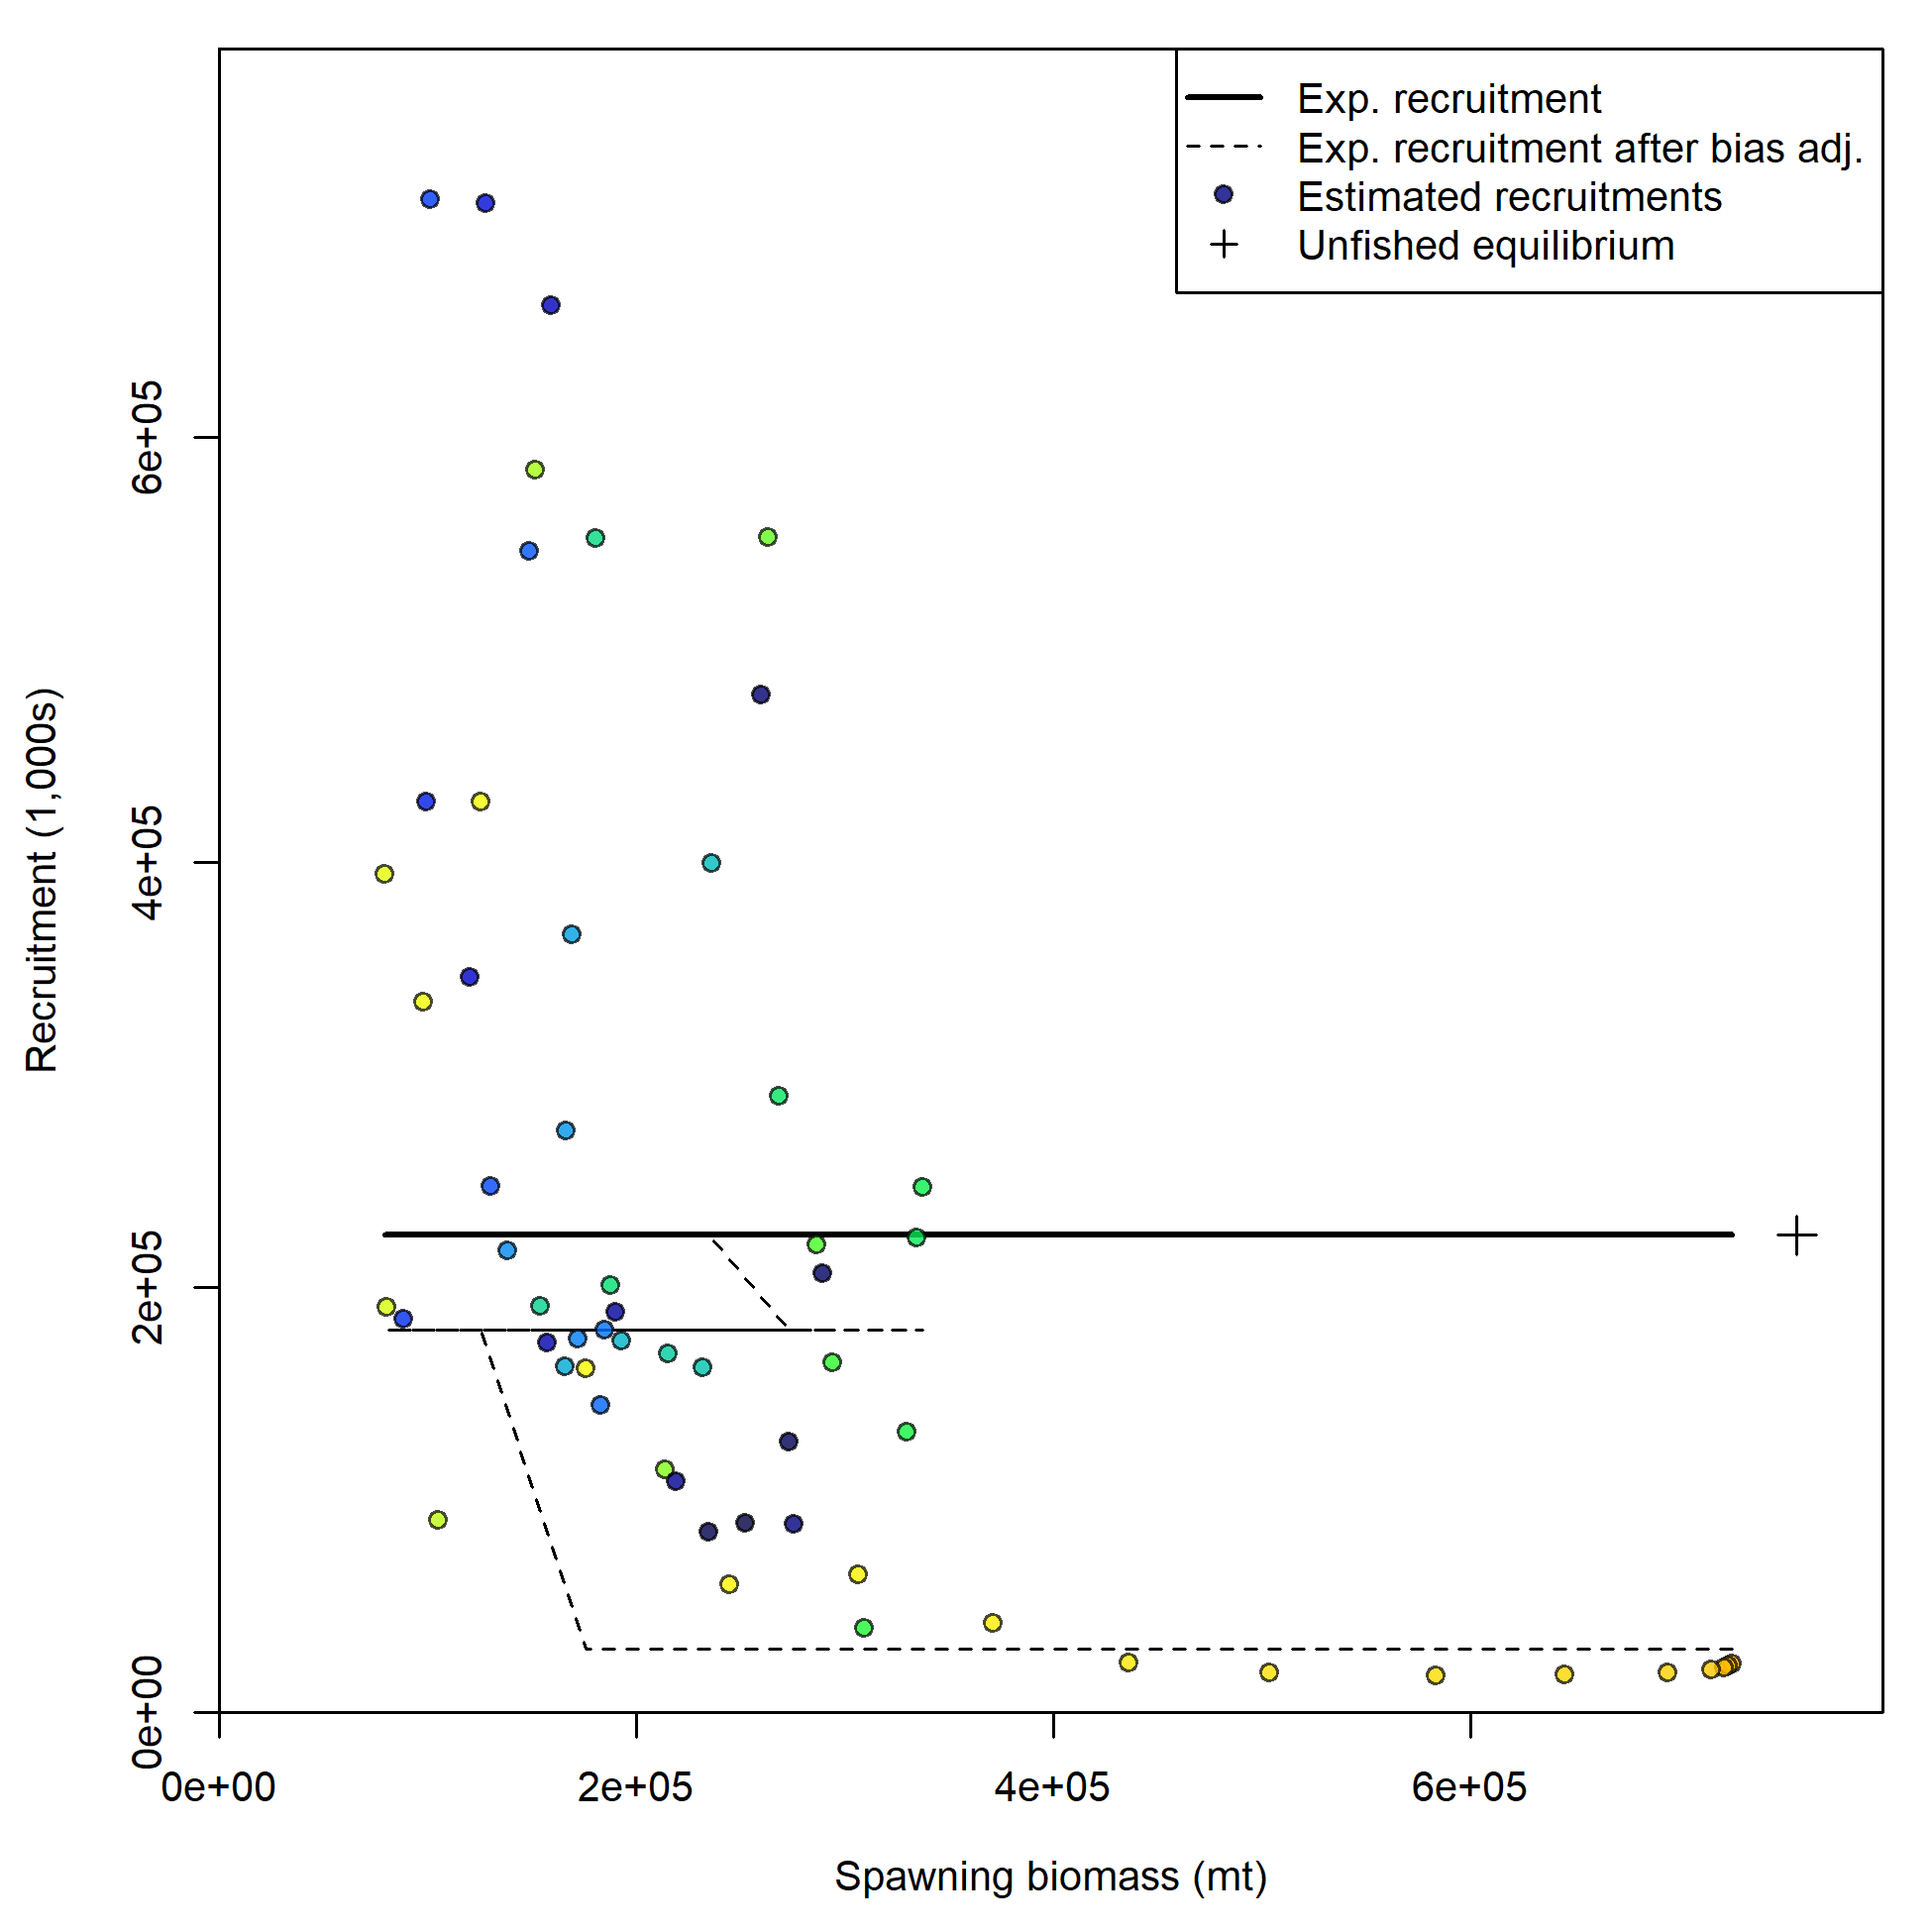 Exp. recruitment
Exp. recruitment after bias adj.
Estimated recruitments
Unfished equilibrium
Recruitment (1,000s)
6e+05
4e+05
2e+05
0e+00
0e+00 2e+05 4e+05 6e+05
Spawning biomass (mt)